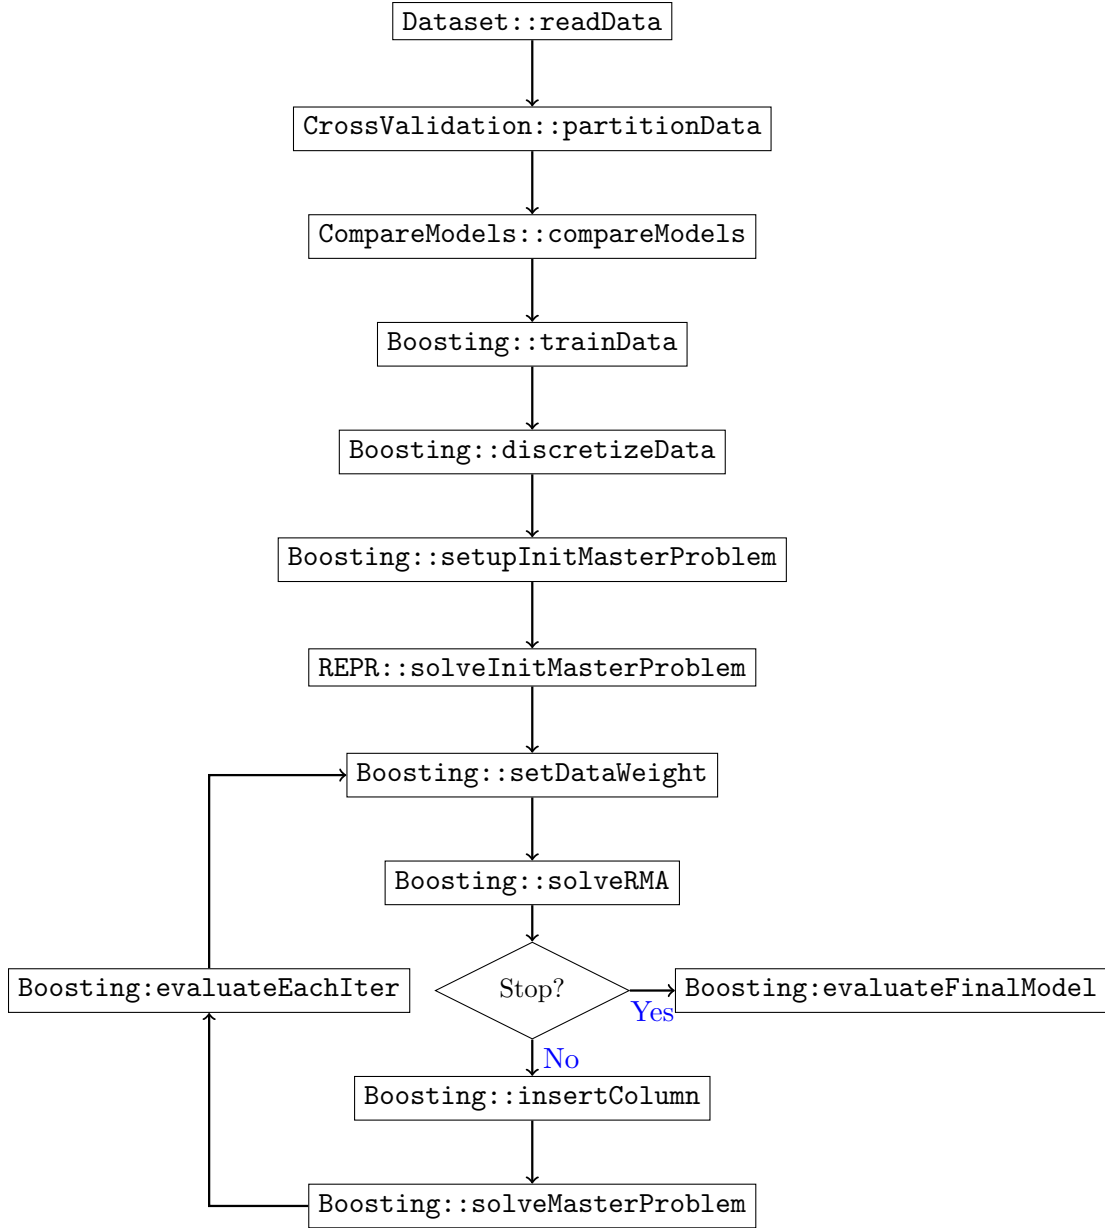 Dataset::readData
CrossValidation::partitionData
CompareModels::compareModels
Boosting::trainData
Boosting::discretizeData
Boosting::setupInitMasterProblem
REPR::solveInitMasterProblem
Boosting::setDataWeight
Boosting::solveRMA
Boosting:evaluateEachIter
Stop?
Yes
Boosting:evaluateFinalModel
No
Boosting::insertColumn
Boosting::solveMasterProblem